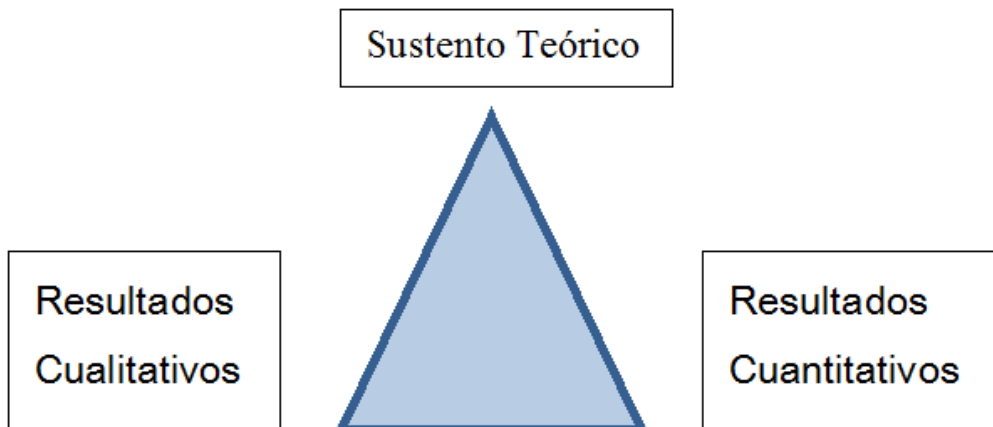 Sustento Teórico
Resultados
Cualitativos
Resultados
Cuantitativos